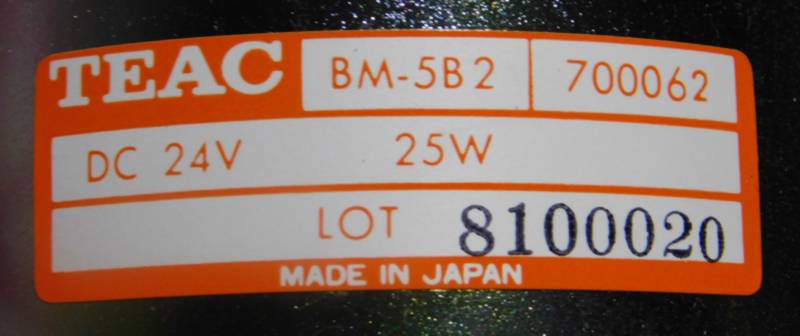 TEAC BM-5B2 700062
DC 24V 25W
LOT 8100020
MADE IN JAPAN